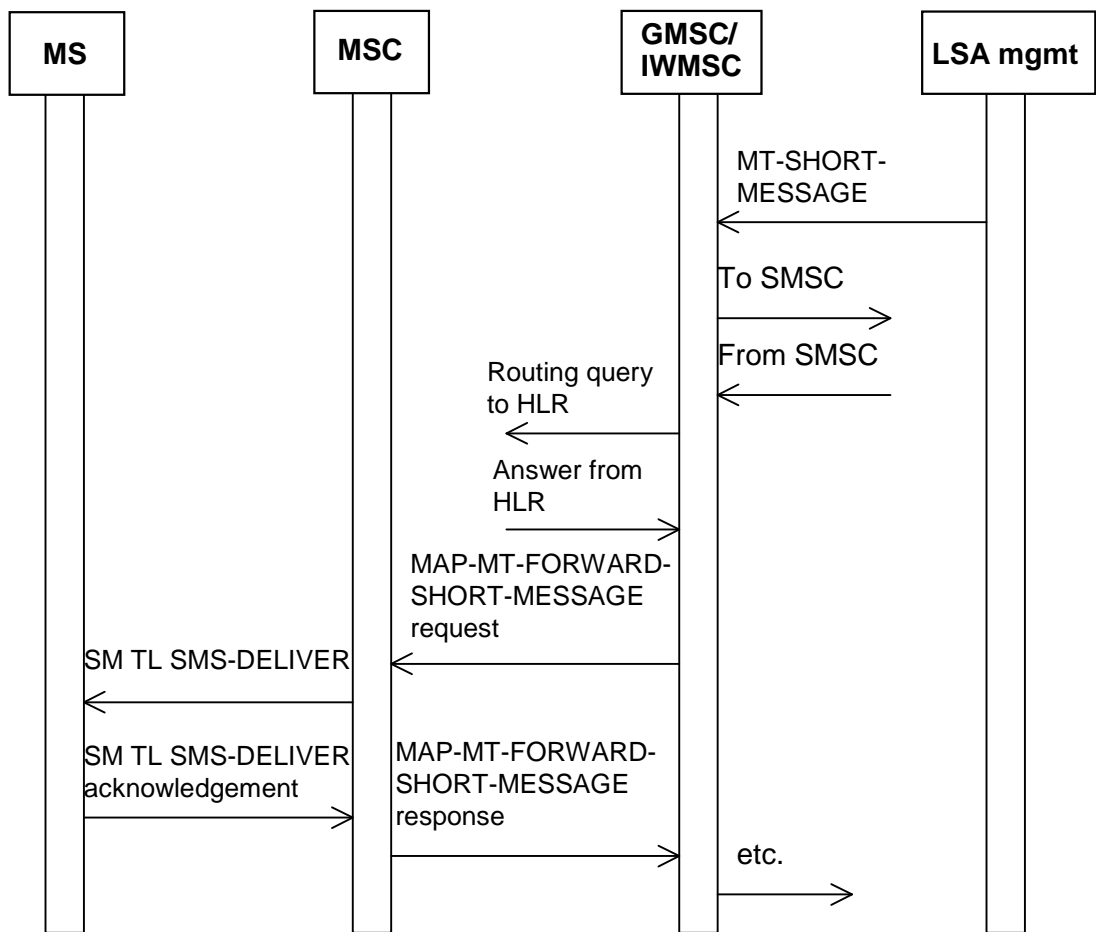 MS
MSC
GMSC/
IWMSC
LSA mgmt
MT-SHORT-
MESSAGE
To SMSC
From SMSC
Routing query
to HLR
Answer from
HLR
MAP-MT-FORWARD-
SHORT-MESSAGE
request
SM TL SMS-DELIVER
SM TL SMS-DELIVER
acknowledgement
MAP-MT-FORWARD-
SHORT-MESSAGE
response
etc.